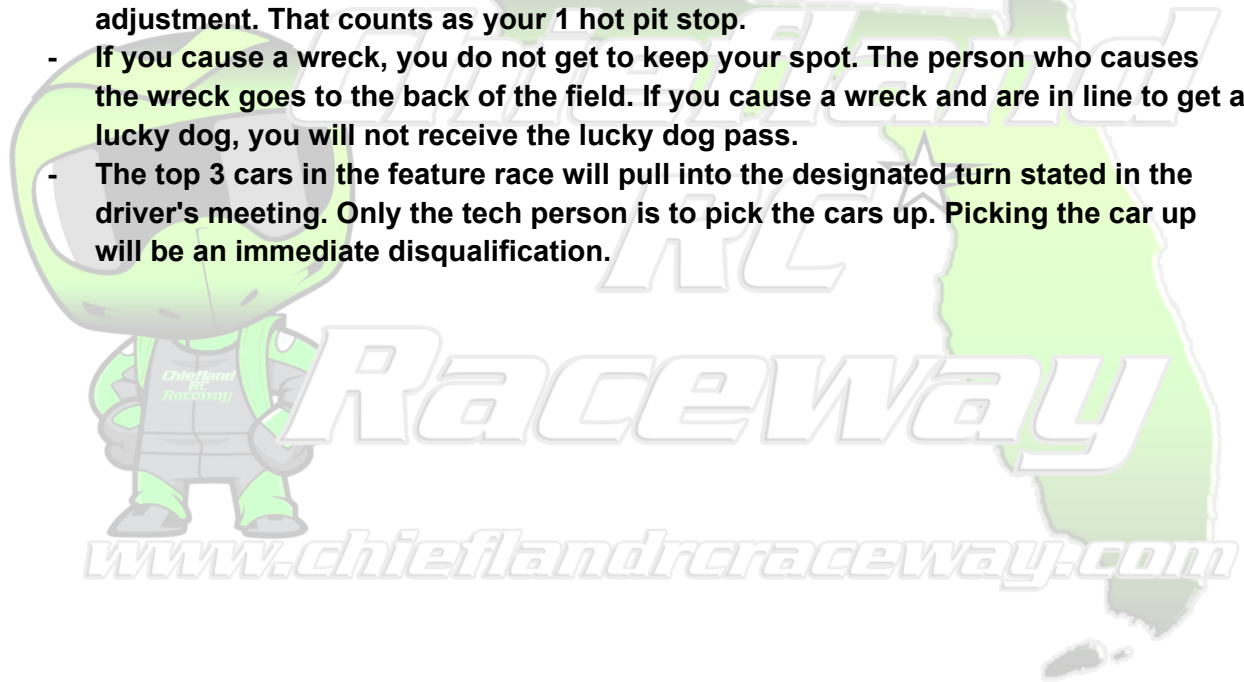 adjustment. That counts as your 1 hot pit stop.
- If you cause a wreck, you do not get to keep your spot. The person who causes
the wreck goes to the back of the field. If you cause a wreck and are in line to get a
lucky dog, you will not receive the lucky dog pass.
- The top 3 cars in the feature race will pull into the designated turn stated in the
driver's meeting. Only the tech person is to pick the cars up. Picking the car up
will be an immediate disqualification.
Chiefland
RC
Raceway
Chiefland
RC
Raceway
www.chieflandrcraceway.com